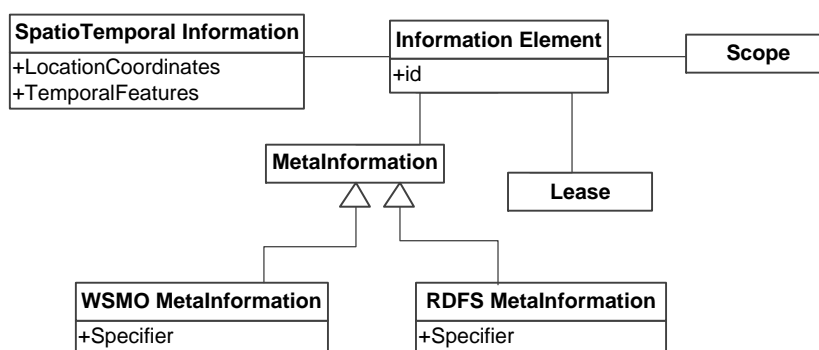 SpatioTemporal Information
+LocationCoordinates
+TemporalFeatures
Information Element
+id
Scope
MetaInformation
Lease
WSMO MetaInformation
+Specifier
RDFS MetaInformation
+Specifier